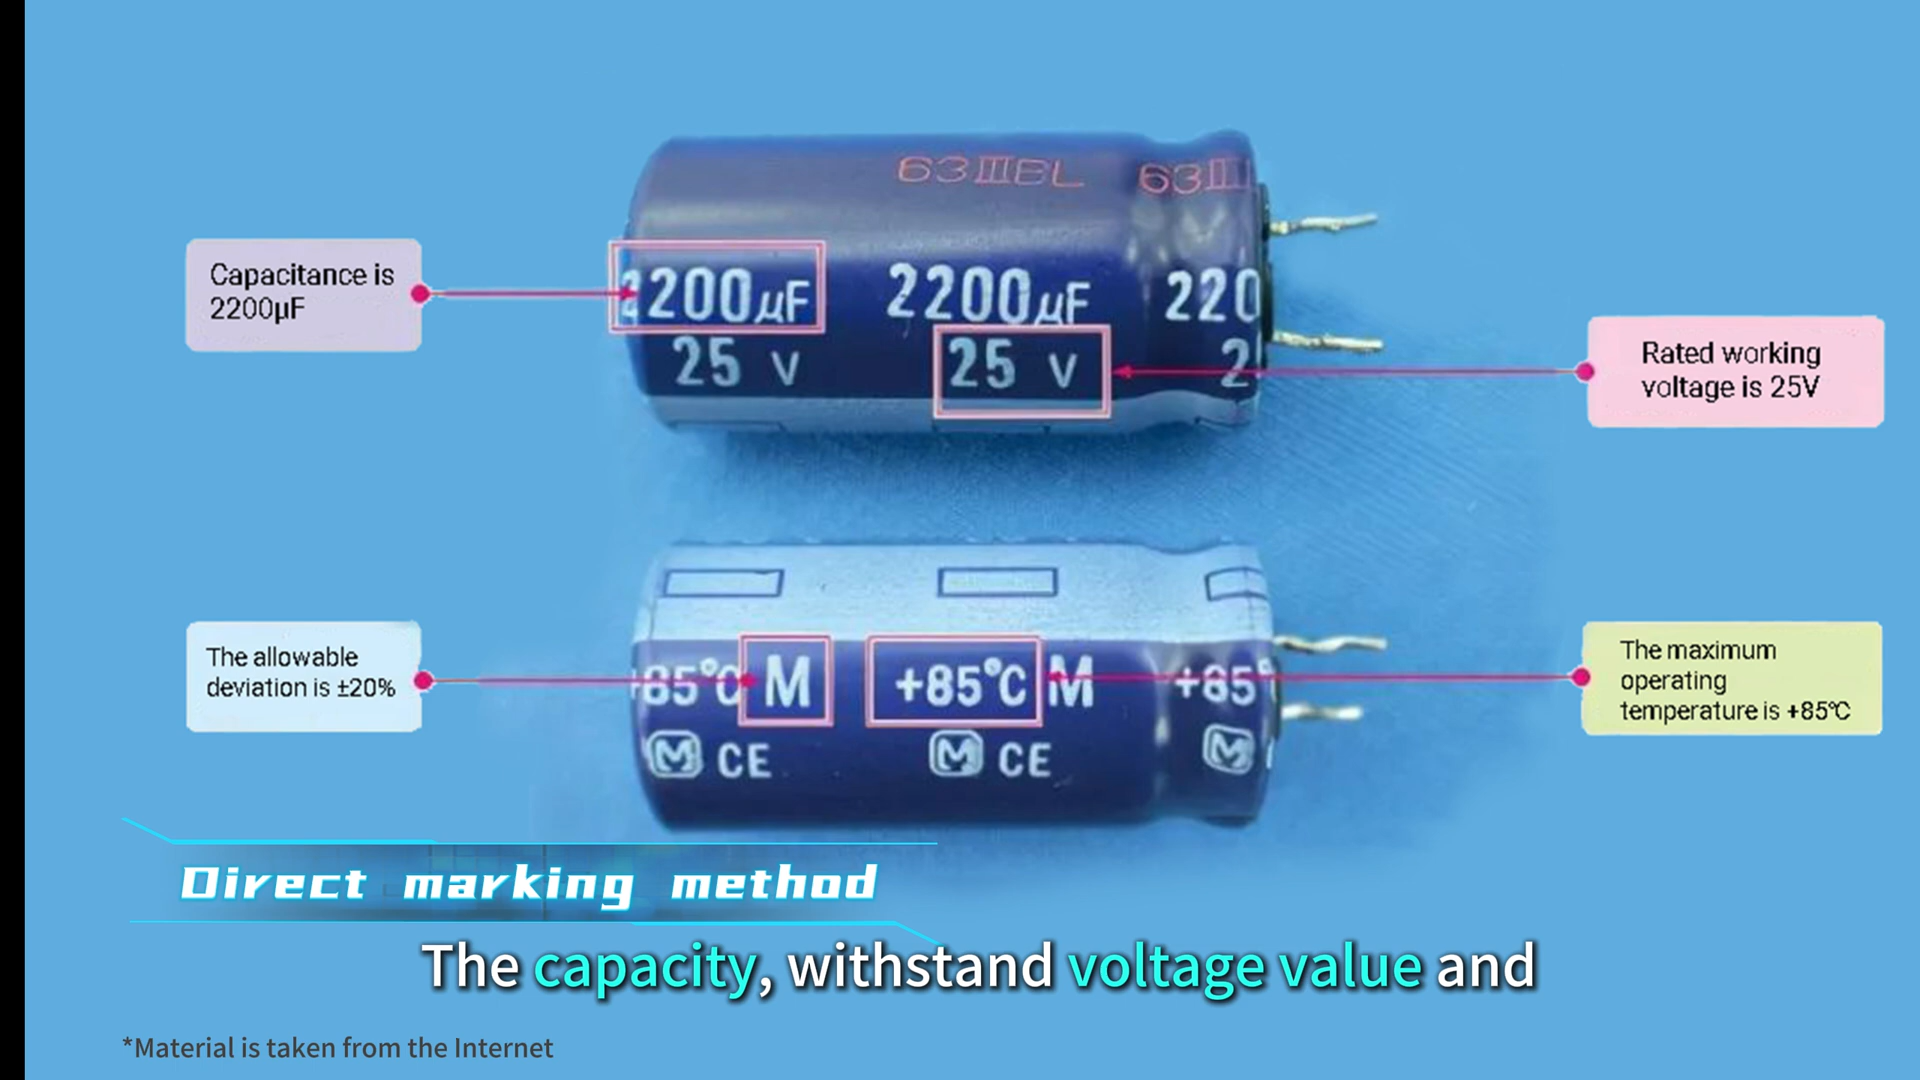 63ⅢBL 63Ⅲ
Capacitance is
2200μF
2200μF 2200μF 220
25 V 25 V 2
Rated working
voltage is 25V
The allowable
deviation is ±20%
+85℃ M +85℃ M +85°
M CE M CE M
The maximum
operating
temperature is +85℃
Direct marking method
The capacity, withstand voltage value and
*Material is taken from the Internet